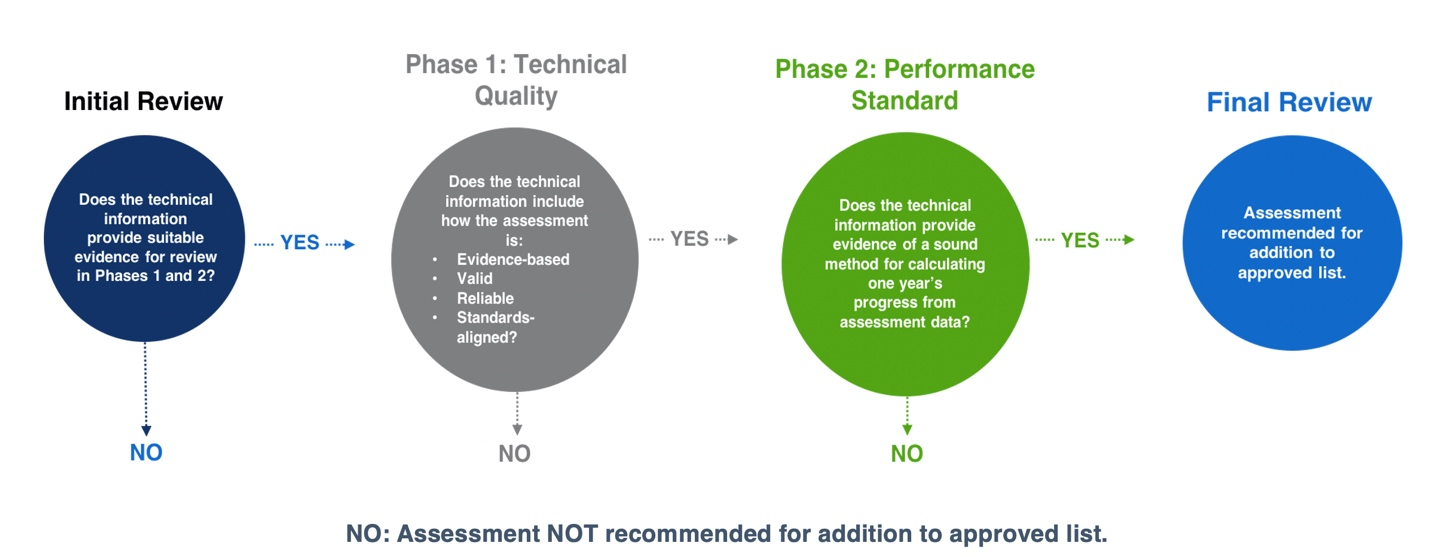 Initial Review
Does the technical
information
provide suitable
evidence for review
in Phases 1 and 2?
YES
NO
Phase 1: Technical
Quality
Does the technical
information include
how the assessment
is:
• Evidence-based
• Valid
• Reliable
• Standards-
aligned?
YES
NO
Phase 2: Performance
Standard
Does the technical
information provide
evidence of a sound
method for calculating
one year's
progress from
assessment data?
YES
NO
Final Review
Assessment
recommended for
addition to
approved list.
NO: Assessment NOT recommended for addition to approved list.